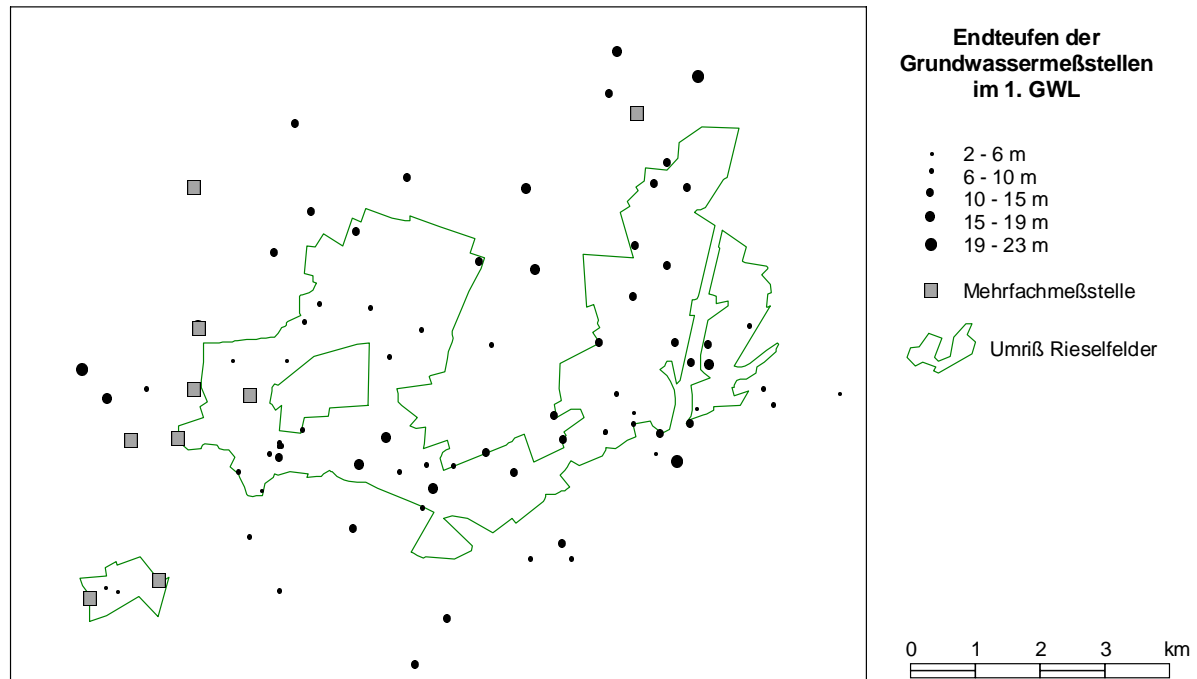 Endteufen der
Grundwassermeßstellen
im 1. GWL
2 - 6 m
6 - 10 m
10 - 15 m
15 - 19 m
19 - 23 m
Mehrfachmeßstelle
Umriß Rieselfelder
0 1 2 3 km